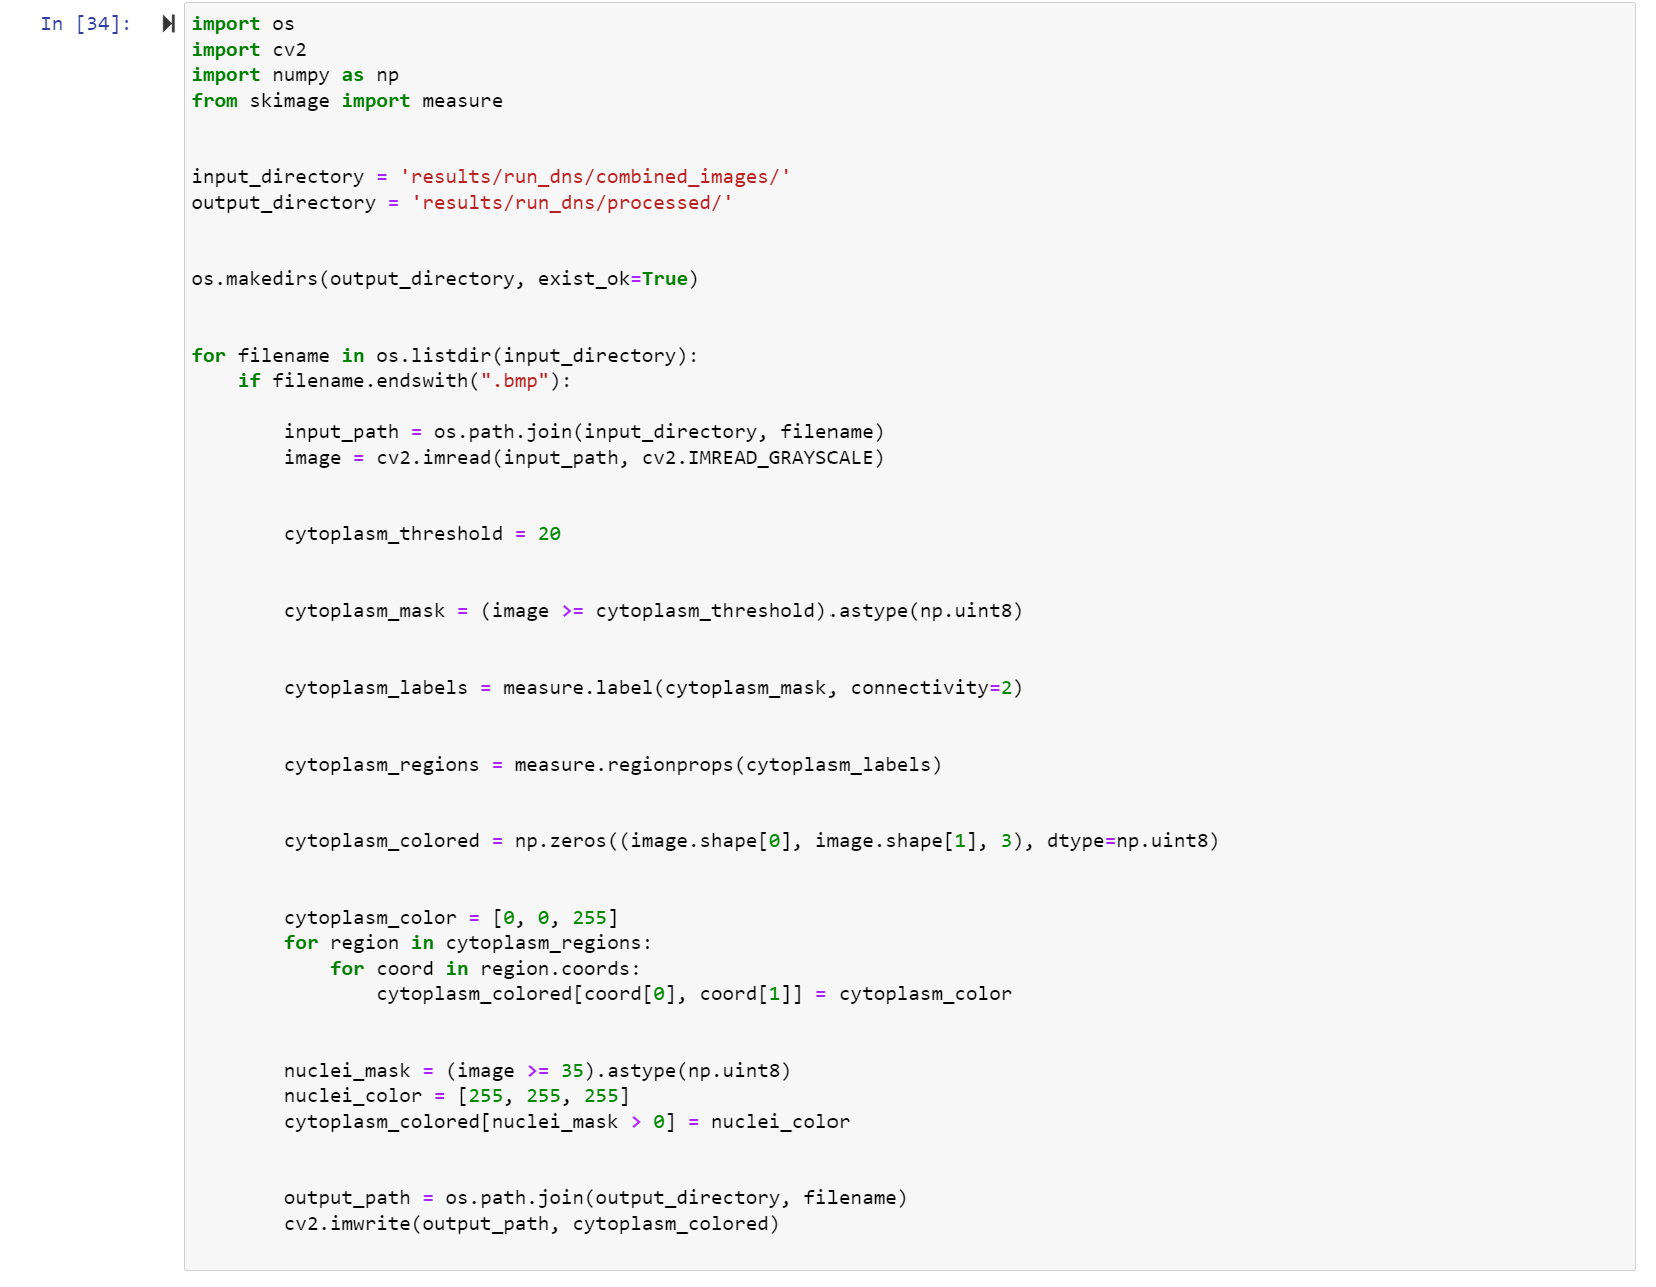 In [34]:
import os
import cv2
import numpy as np
from skimage import measure
input_directory = 'results/run_dns/combined_images/'
output_directory = 'results/run_dns/processed/'
os.makedirs(output_directory, exist_ok=True)
for filename in os.listdir(input_directory):
    if filename.endswith(".bmp"):
        input_path = os.path.join(input_directory, filename)
        image = cv2.imread(input_path, cv2.IMREAD_GRAYSCALE)
        cytoplasm_threshold = 20
        cytoplasm_mask = (image >= cytoplasm_threshold).astype(np.uint8)
        cytoplasm_labels = measure.label(cytoplasm_mask, connectivity=2)
        cytoplasm_regions = measure.regionprops(cytoplasm_labels)
        cytoplasm_colored = np.zeros((image.shape[0], image.shape[1], 3), dtype=np.uint8)
        cytoplasm_color = [0, 0, 255]
        for region in cytoplasm_regions:
            for coord in region.coords:
                cytoplasm_colored[coord[0], coord[1]] = cytoplasm_color
        nuclei_mask = (image >= 35).astype(np.uint8)
        nuclei_color = [255, 255, 255]
        cytoplasm_colored[nuclei_mask > 0] = nuclei_color
        output_path = os.path.join(output_directory, filename)
        cv2.imwrite(output_path, cytoplasm_colored)